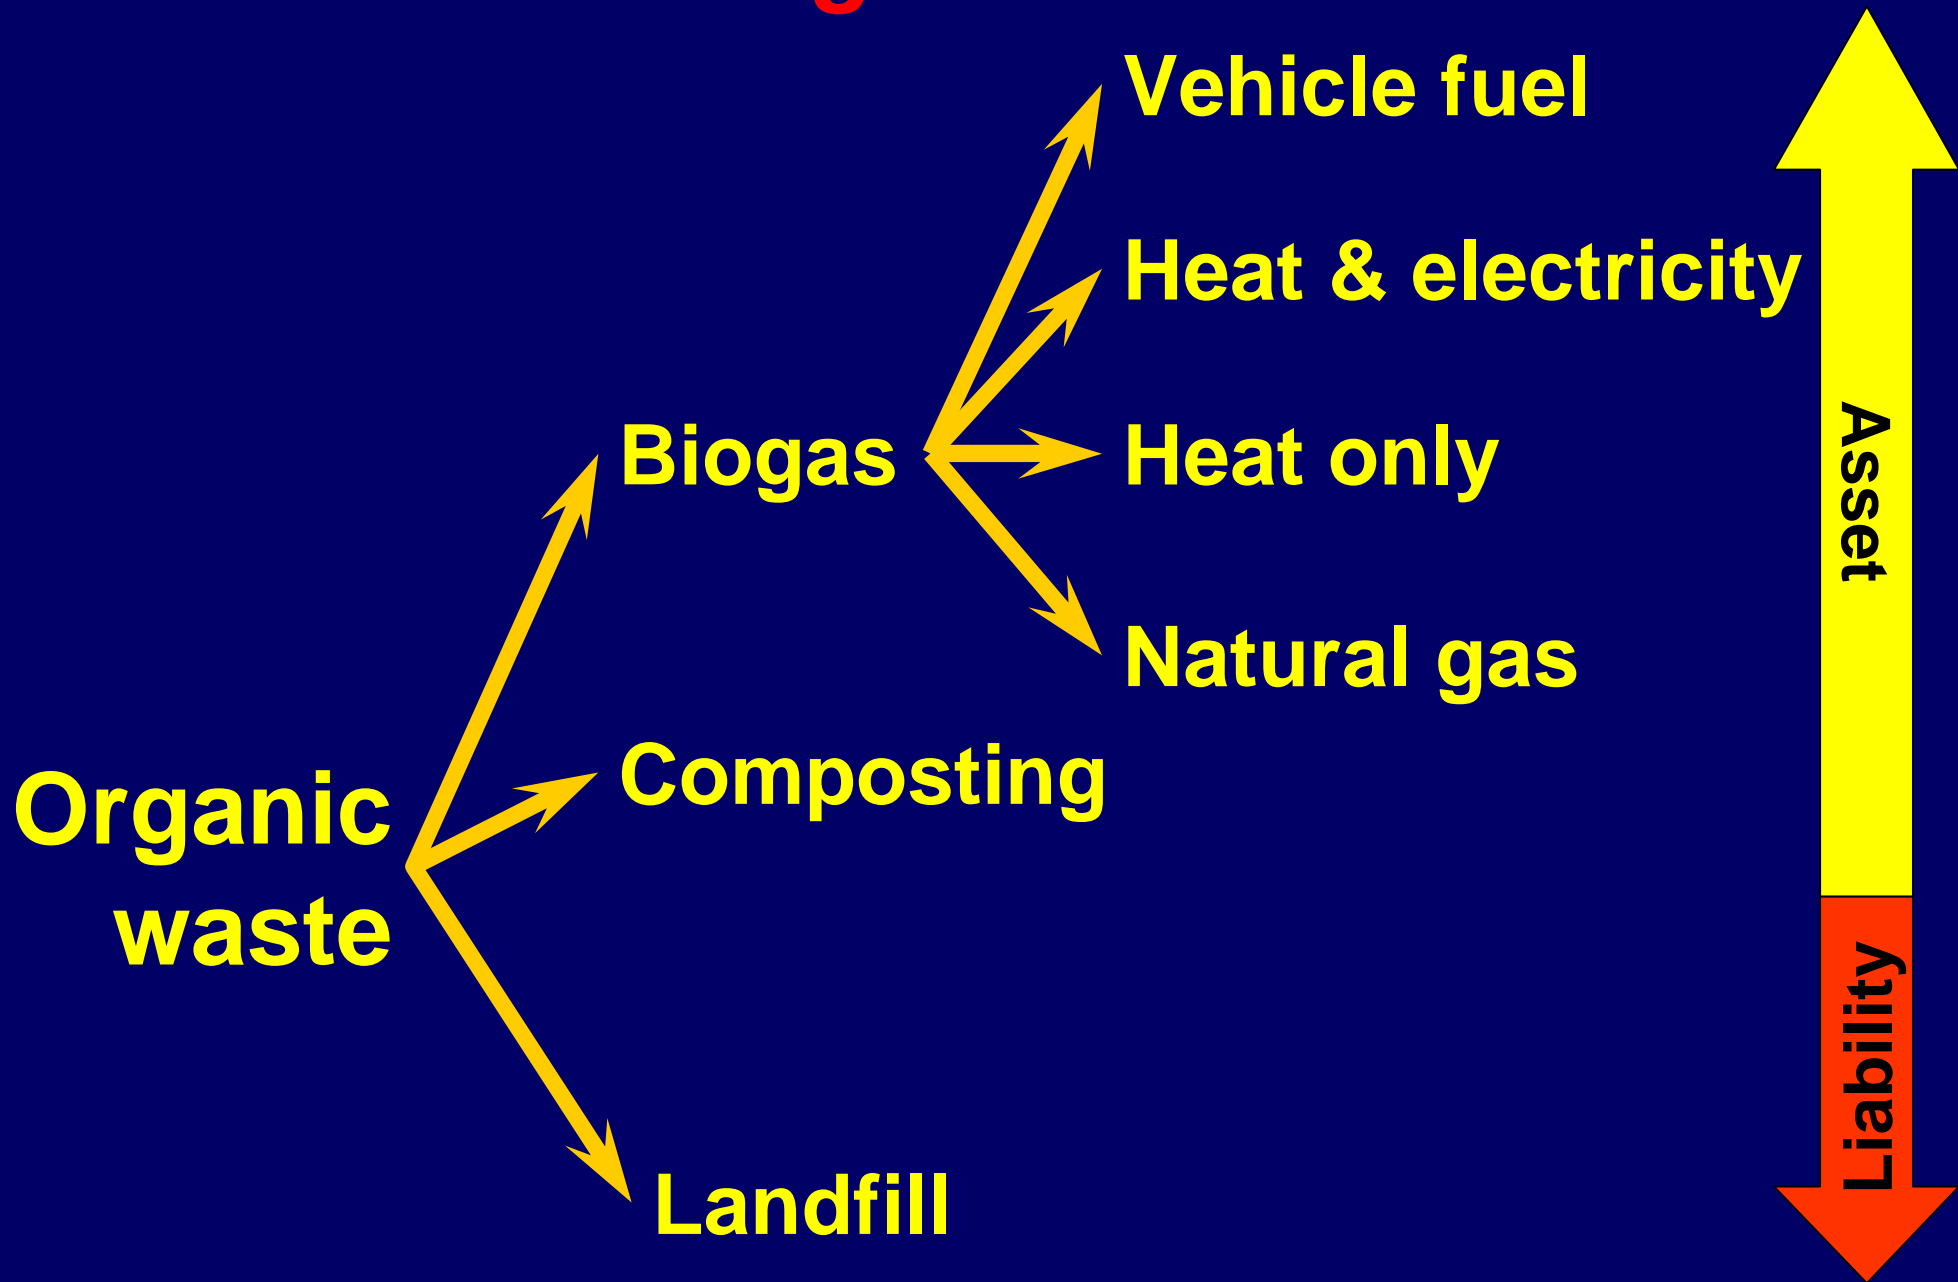 Vehicle fuel
Heat & electricity
Biogas
Heat only
Natural gas
Composting
Organic
waste
Landfill
Asset
Liability